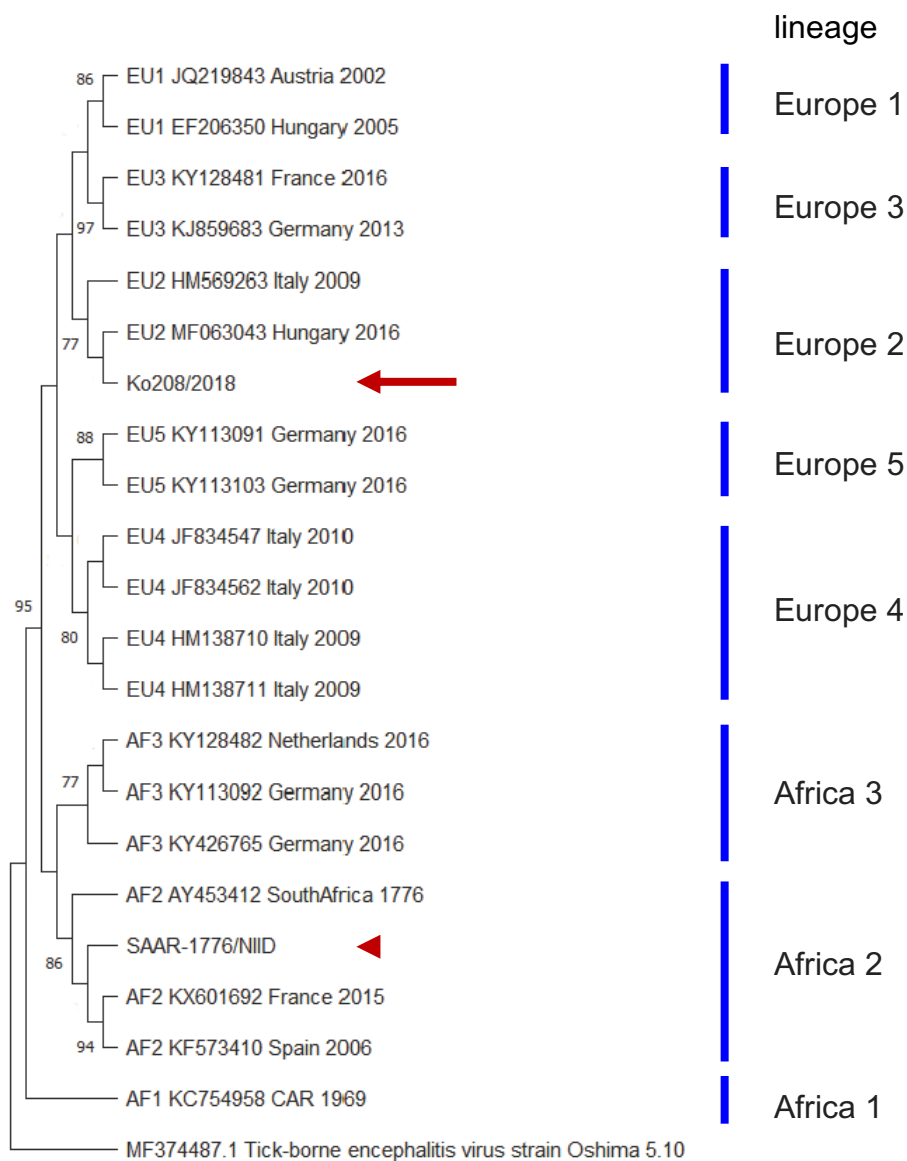 lineage
86
EU1 JQ219843 Austria 2002
Europe 1
EU1 EF206350 Hungary 2005
EU3 KY128481 France 2016
Europe 3
97
EU3 KJ859683 Germany 2013
EU2 HM569263 Italy 2009
EU2 MF063043 Hungary 2016
Europe 2
77
Ko208/2018
88
EU5 KY113091 Germany 2016
Europe 5
EU5 KY113103 Germany 2016
EU4 JF834547 Italy 2010
EU4 JF834562 Italy 2010
95
Europe 4
80
EU4 HM138710 Italy 2009
EU4 HM138711 Italy 2009
AF3 KY128482 Netherlands 2016
77
AF3 KY113092 Germany 2016
Africa 3
AF3 KY426765 Germany 2016
AF2 AY453412 SouthAfrica 1776
SAAR-1776/NIID
86
Africa 2
AF2 KX601692 France 2015
94
AF2 KF573410 Spain 2006
AF1 KC754958 CAR 1969
Africa 1
MF374487.1 Tick-borne encephalitis virus strain Oshima 5.10